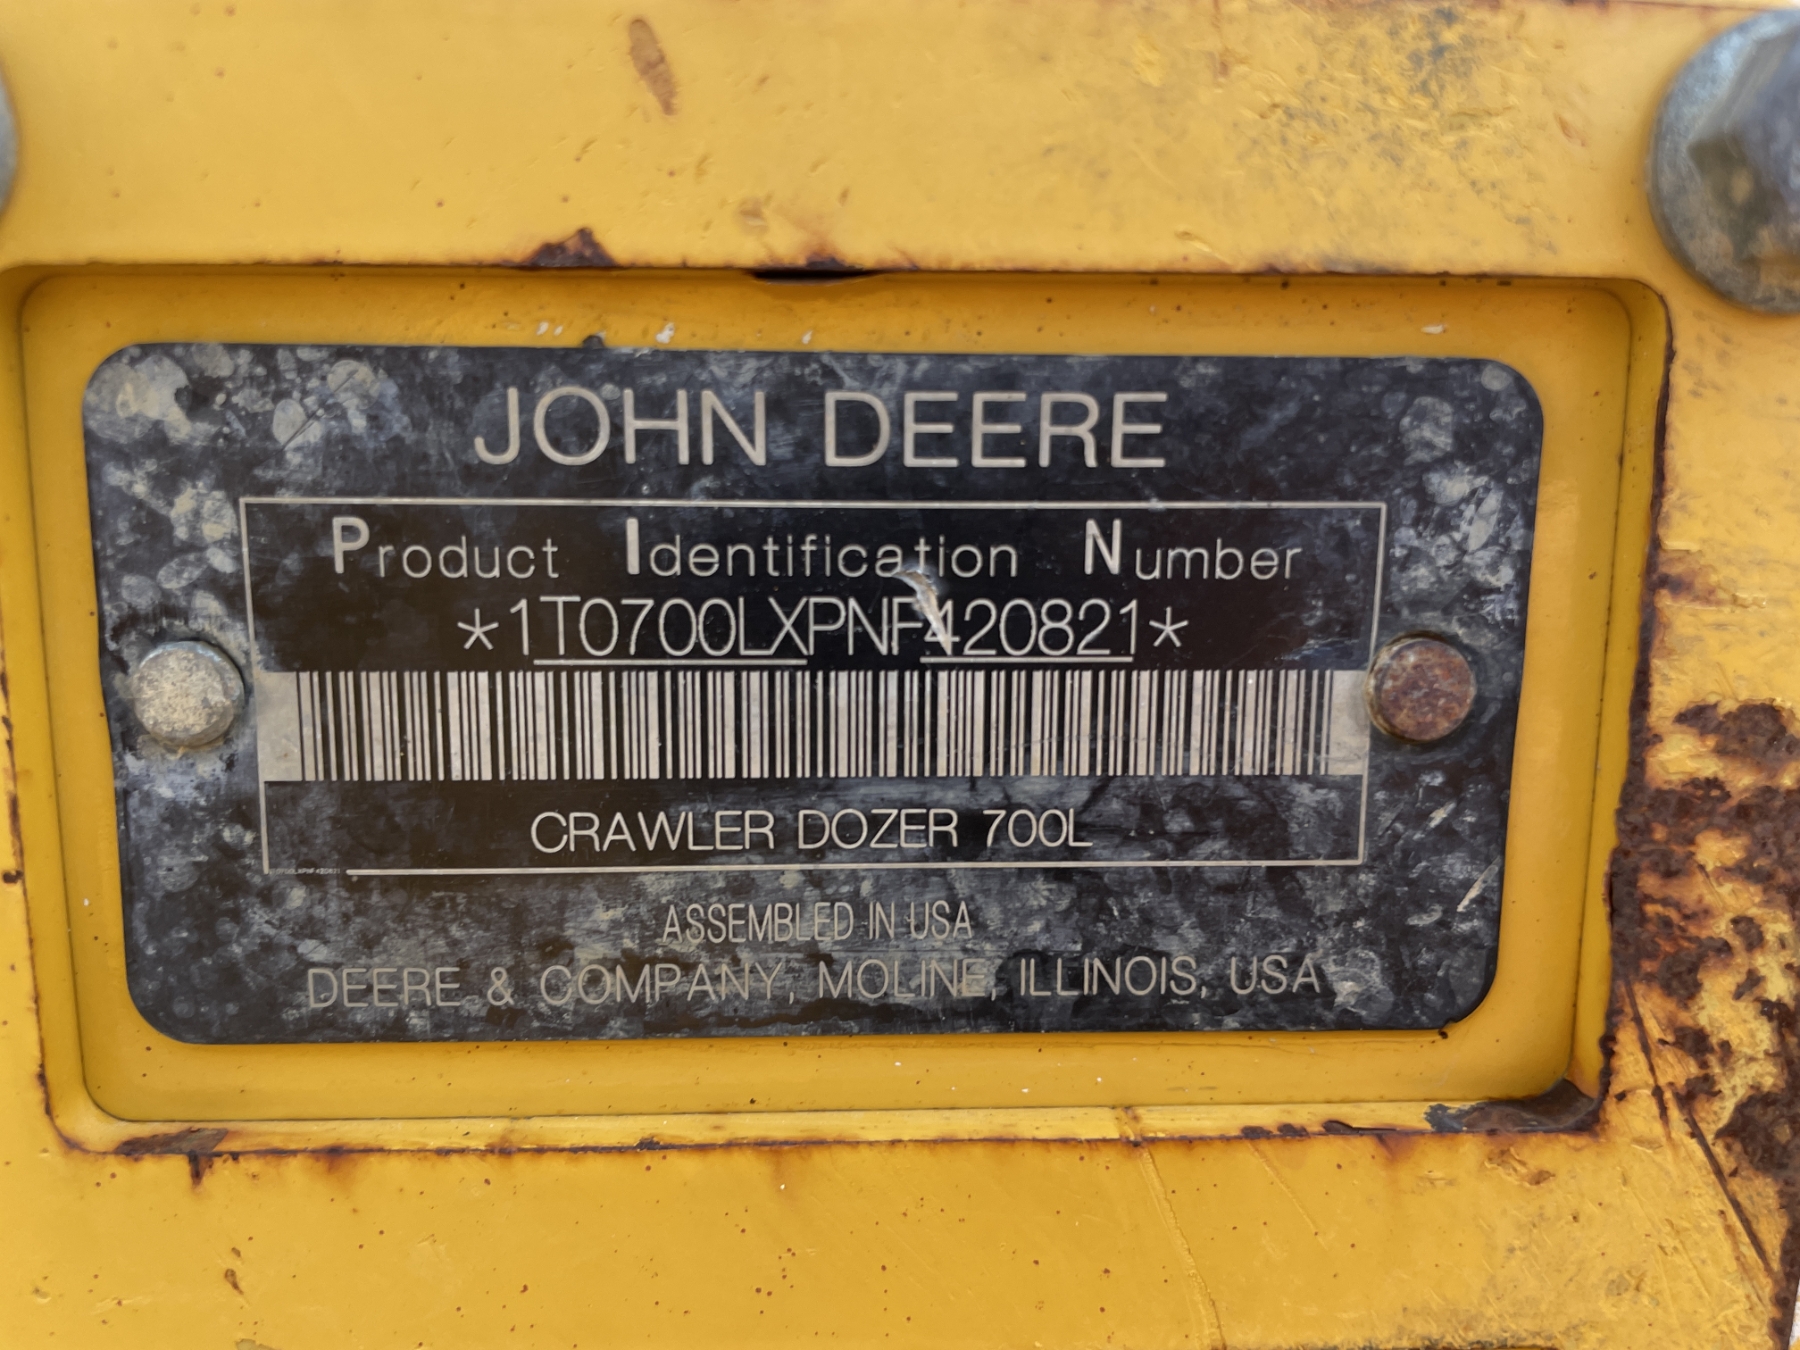 JOHN DEERE
Product Identification Number
*1T0700LXPNF420821*
CRAWLER DOZER 700L
ASSEMBLED IN USA
DEERE & COMPANY, MOLINE, ILLINOIS, USA